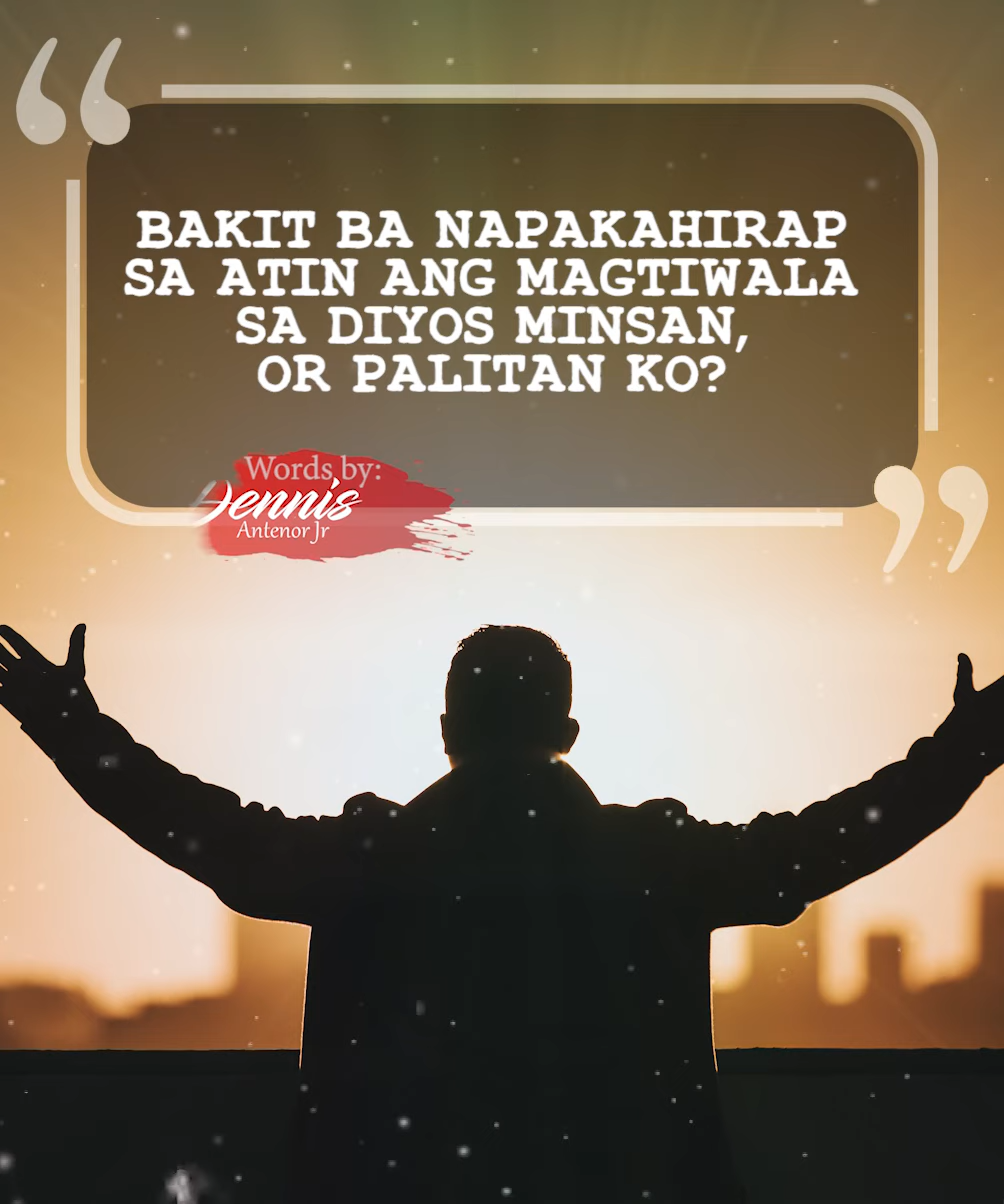 BAKIT BA NAPAKAHIRAP
SA ATIN ANG MAGTIWALA
SA DIYOS MINSAN,
OR PALITAN KO?
Words by:
Dennis
Antenor Jr